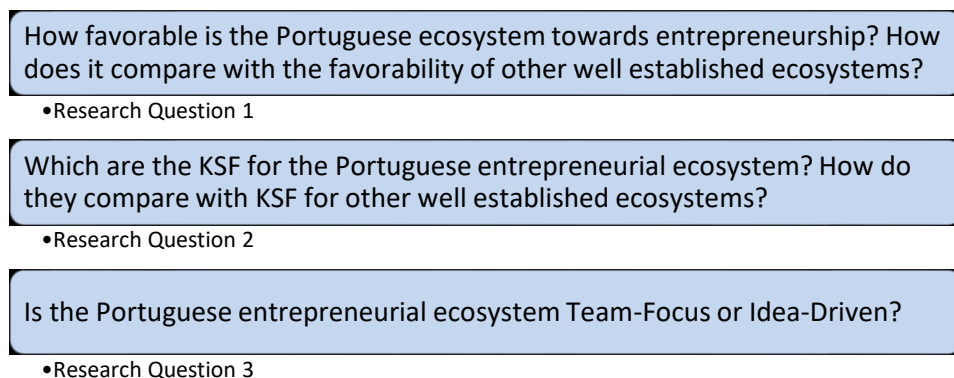 How favorable is the Portuguese ecosystem towards entrepreneurship? How
does it compare with the favorability of other well established ecosystems?
•Research Question 1
Which are the KSF for the Portuguese entrepreneurial ecosystem? How do
they compare with KSF for other well established ecosystems?
•Research Question 2
Is the Portuguese entrepreneurial ecosystem Team-Focus or Idea-Driven?
•Research Question 3